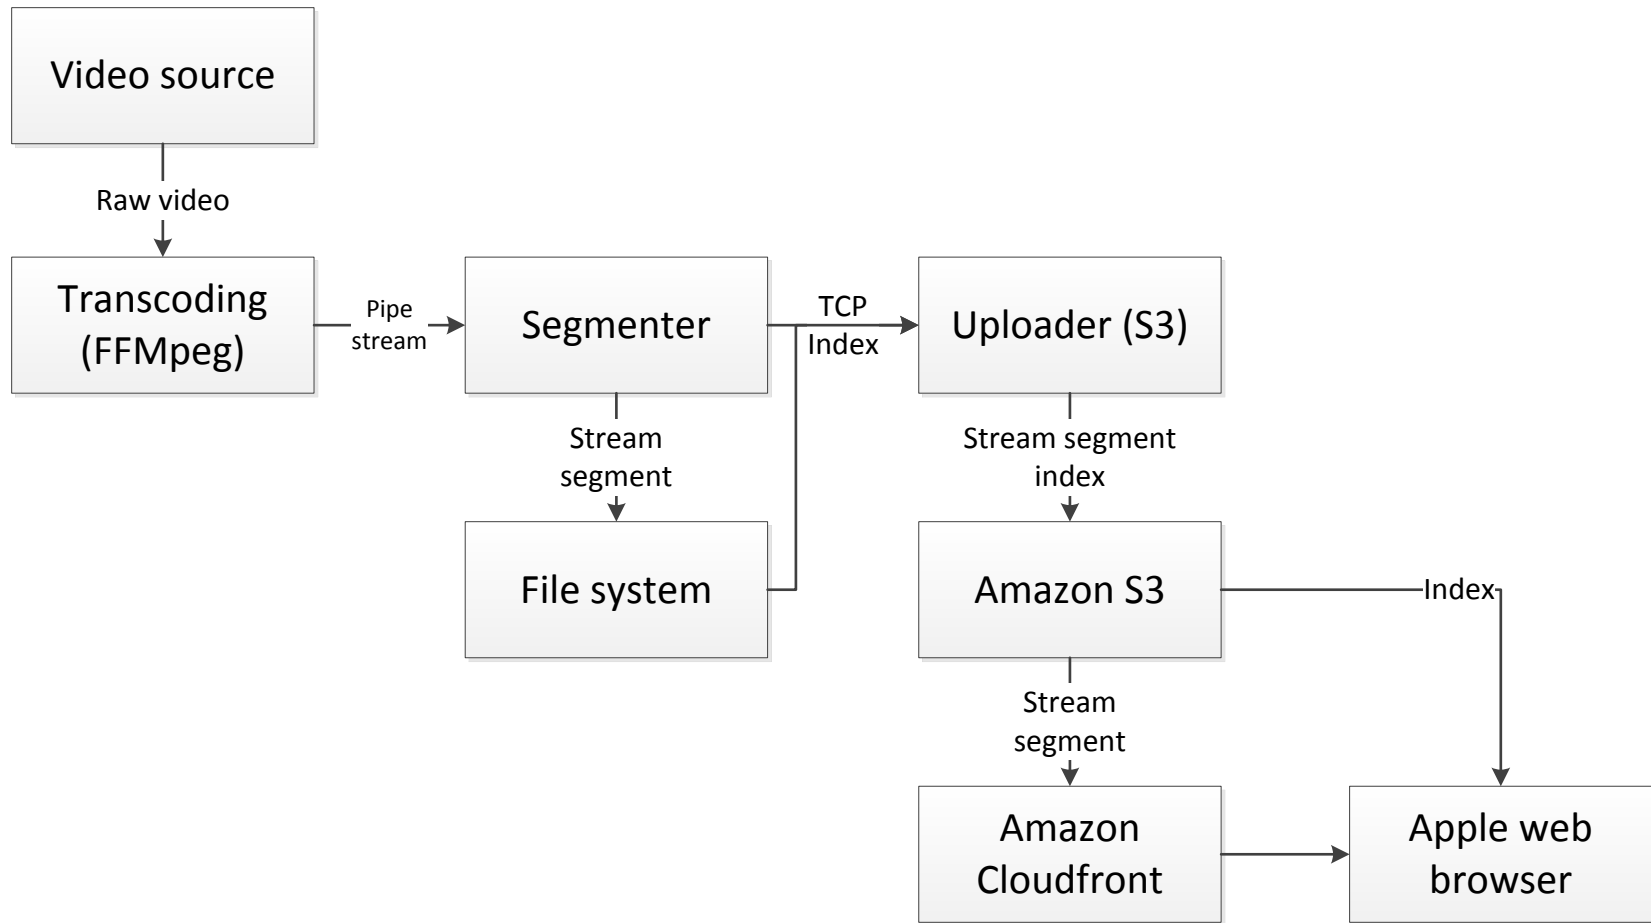 Video source
Raw video
Transcoding
(FFMpeg)
Pipe
stream
Segmenter
TCP
Index
Uploader (S3)
Stream
segment
Stream segment
index
File system
Amazon S3
Index
Stream
segment
Amazon
Cloudfront
Apple web
browser